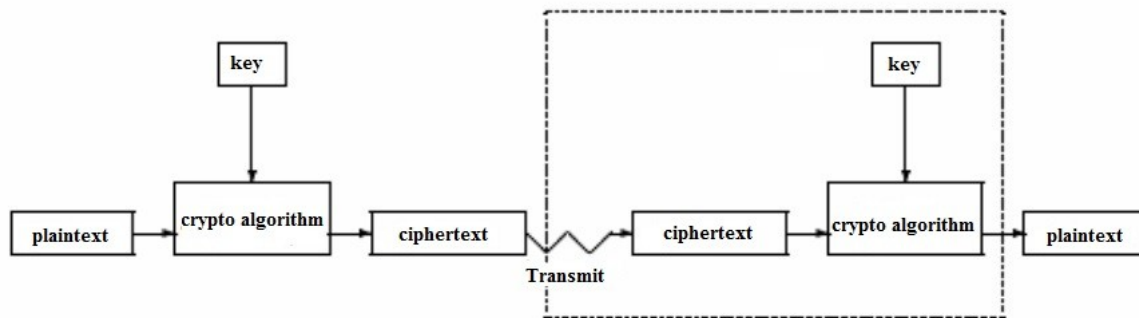 key
key
plaintext
crypto algorithm
ciphertext
Transmit
ciphertext
crypto algorithm
plaintext